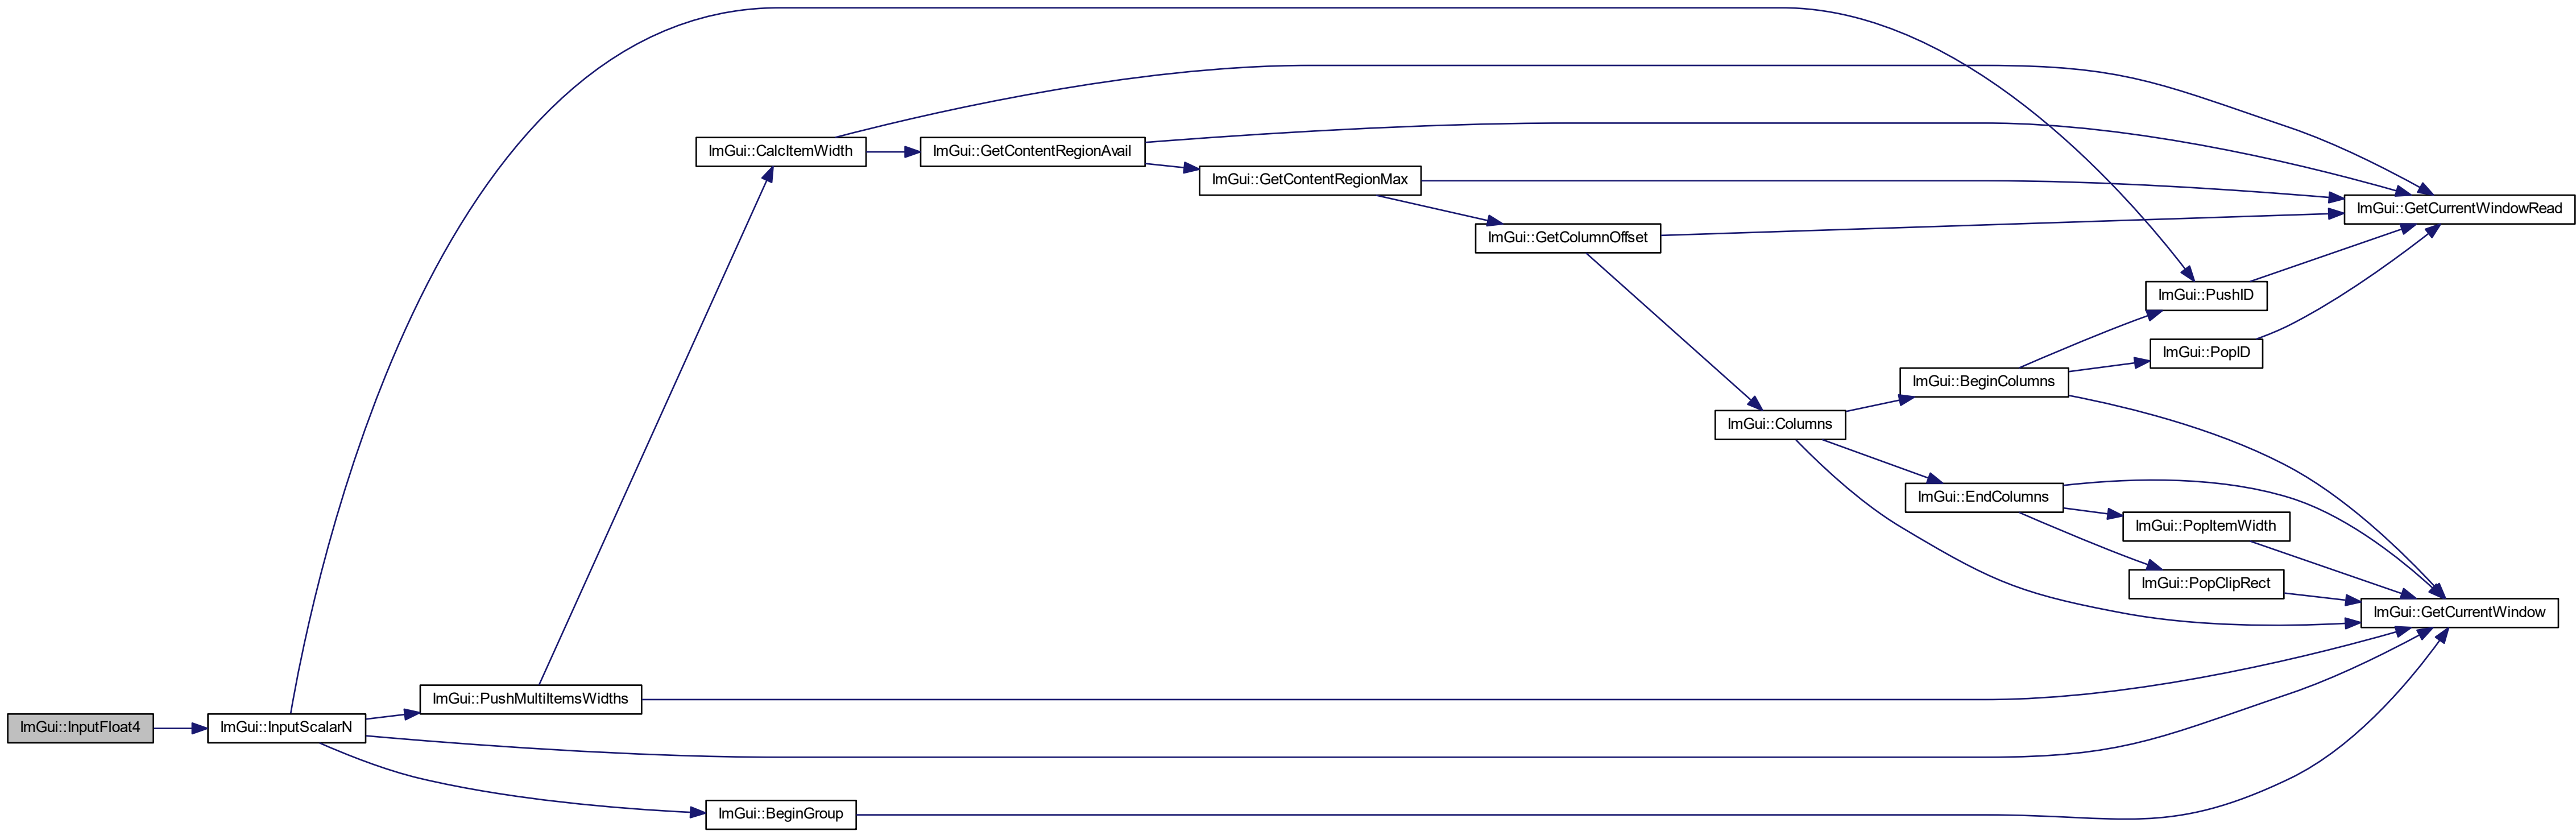 ImGui::CalcItemWidth
ImGui::GetContentRegionAvail
ImGui::GetContentRegionMax
ImGui::GetCurrentWindowRead
ImGui::GetColumnOffset
ImGui::PushID
ImGui::PopID
ImGui::BeginColumns
ImGui::Columns
ImGui::EndColumns
ImGui::PopItemWidth
ImGui::PopClipRect
ImGui::GetCurrentWindow
ImGui::PushMultiItemsWidths
ImGui::InputFloat4
ImGui::InputScalarN
ImGui::BeginGroup